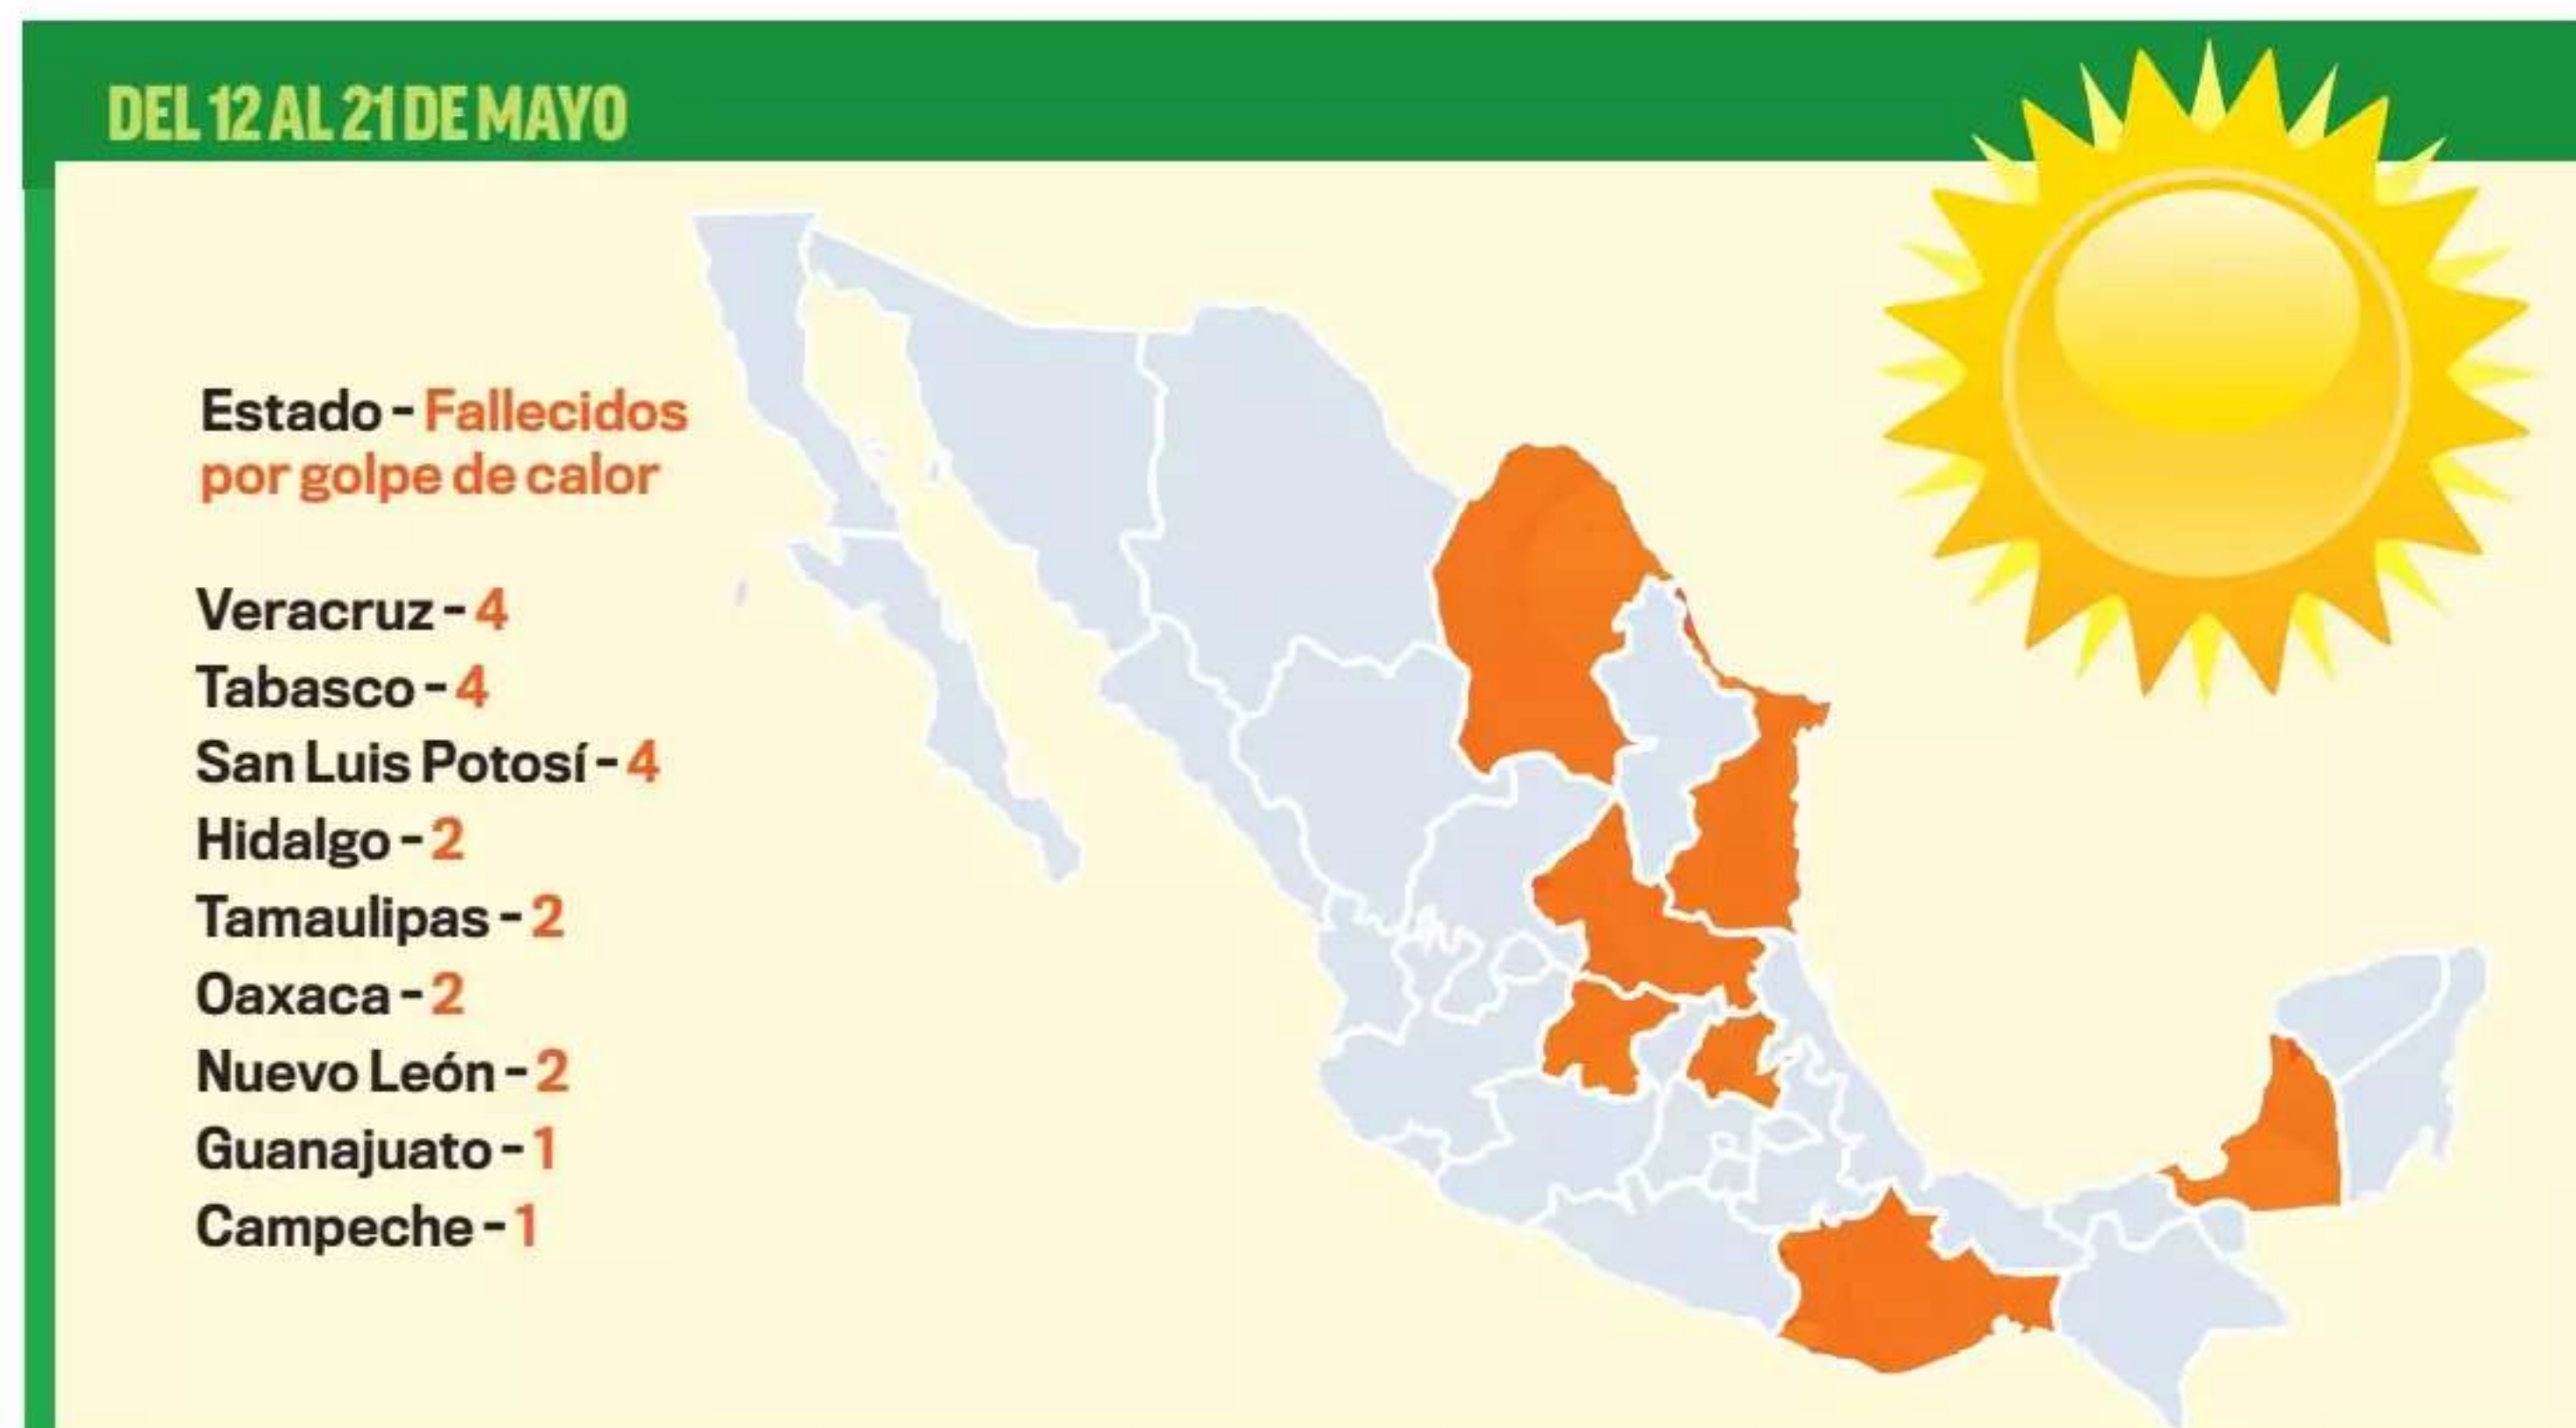 DEL 12 AL 21 DE MAYO
Estado - Fallecidos
por golpe de calor
Veracruz - 4
Tabasco - 4
San Luis Potosí - 4
Hidalgo - 2
Tamaulipas - 2
Oaxaca - 2
Nuevo León - 2
Guanajuato - 1
Campeche - 1